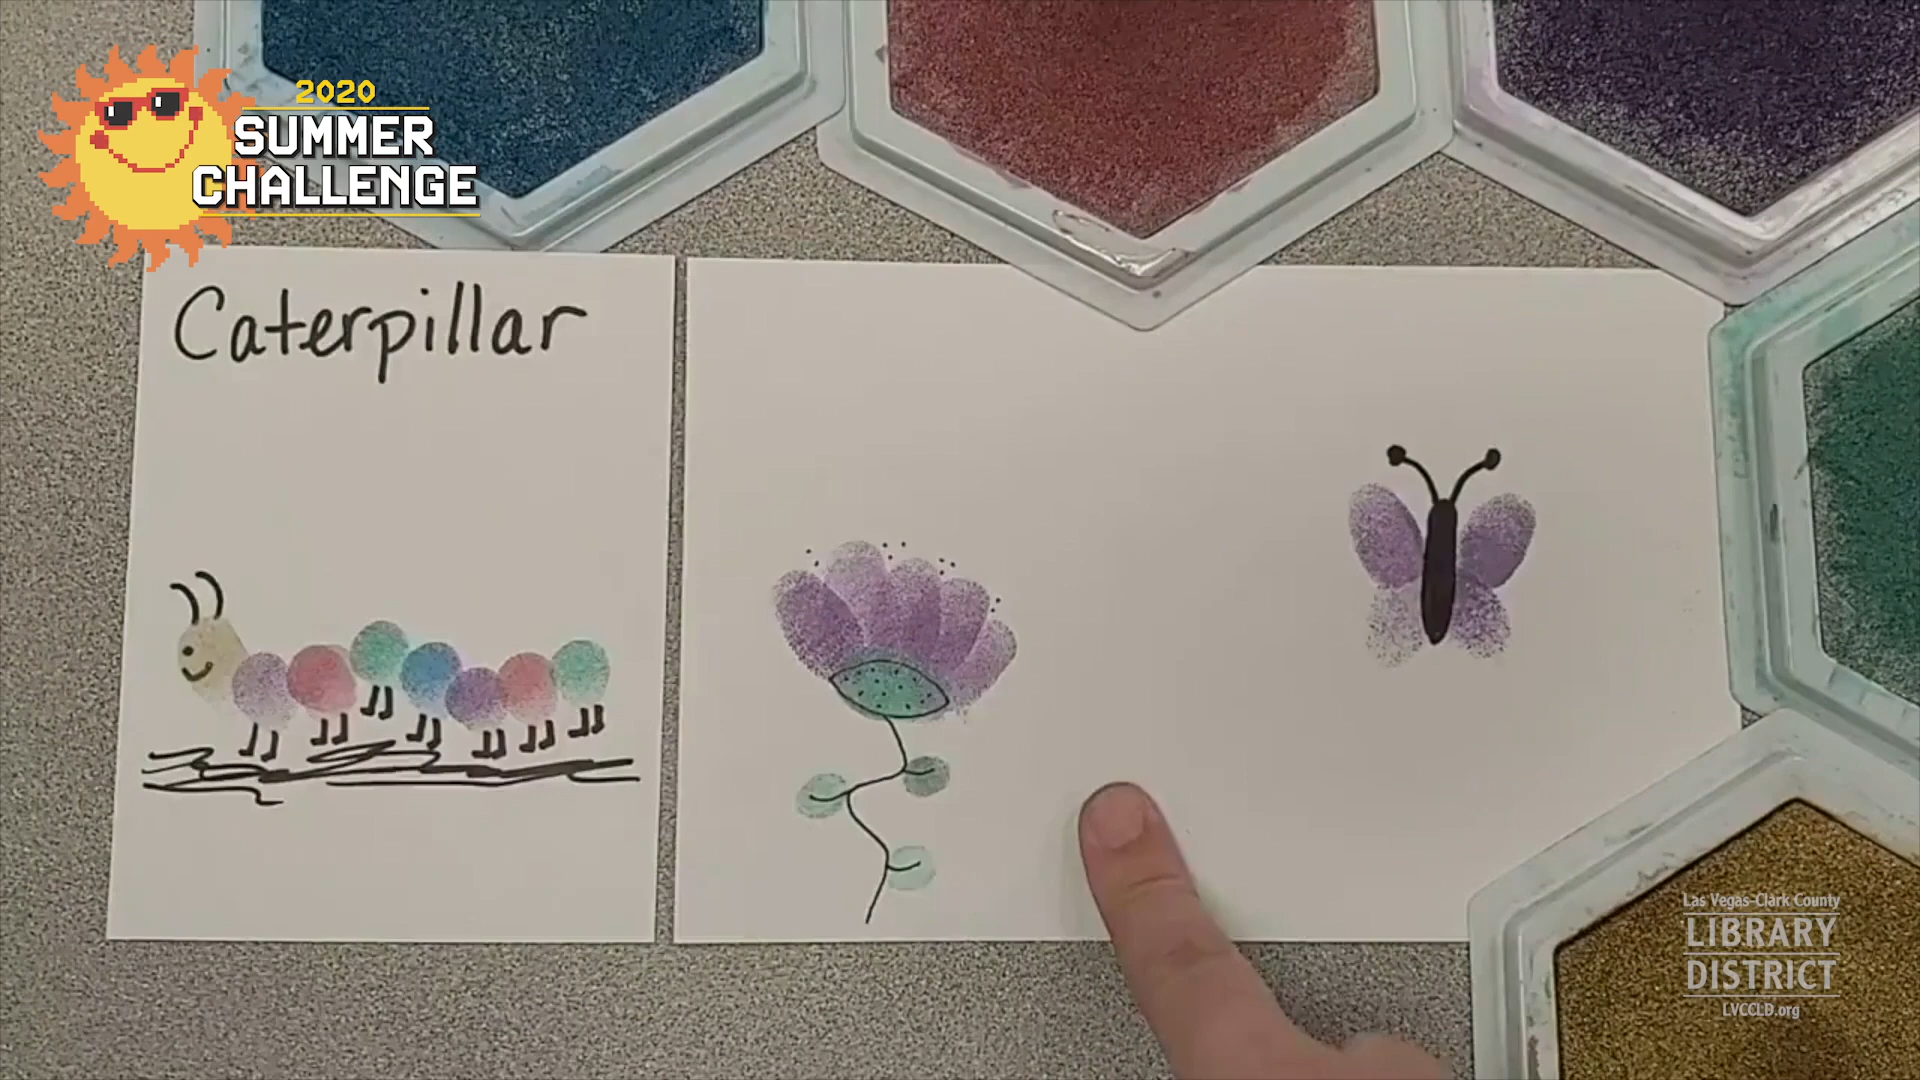 2020
SUMMER
CHALLENGE
Caterpillar
Las Vegas-Clark County
LIBRARY
DISTRICT
LVCCLD.org